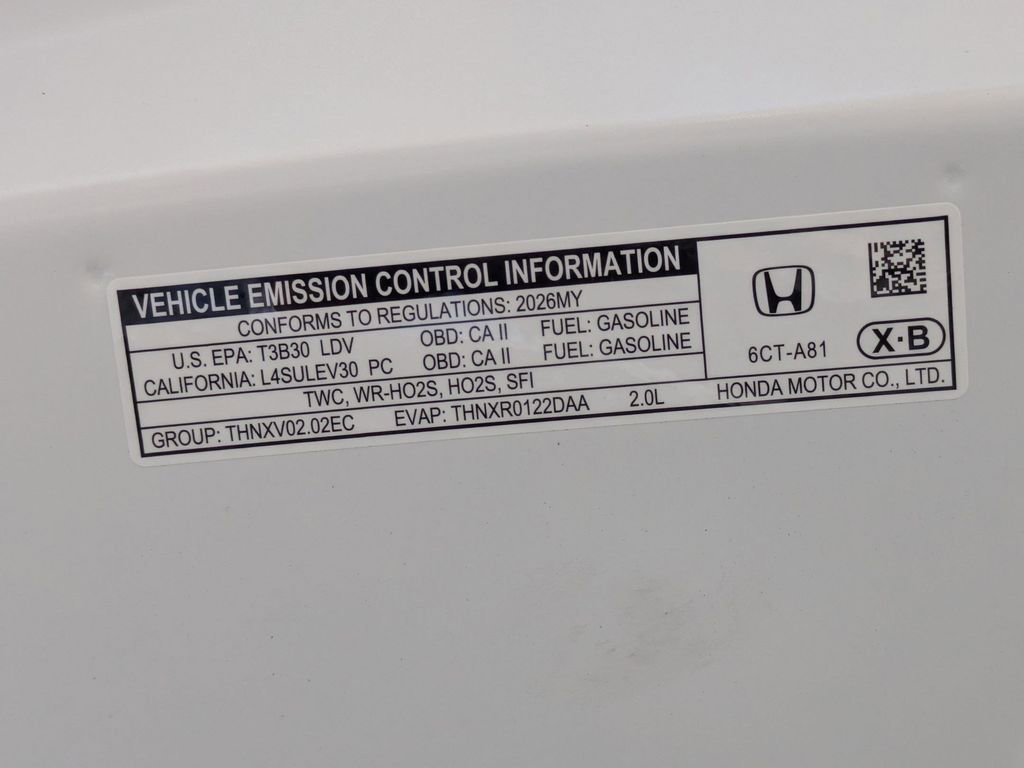 VEHICLE EMISSION CONTROL INFORMATION
CONFORMS TO REGULATIONS: 2026MY
U.S. EPA: T3B30 LDV OBD: CA II FUEL: GASOLINE
CALIFORNIA: L4SULEV30 PC OBD: CA II FUEL: GASOLINE
TWC, WR-HO2S, HO2S, SFI
GROUP: THNXV02.02EC EVAP: THNXR0122DAA 2.0L
6CT-A81
X·B
HONDA MOTOR CO., LTD.